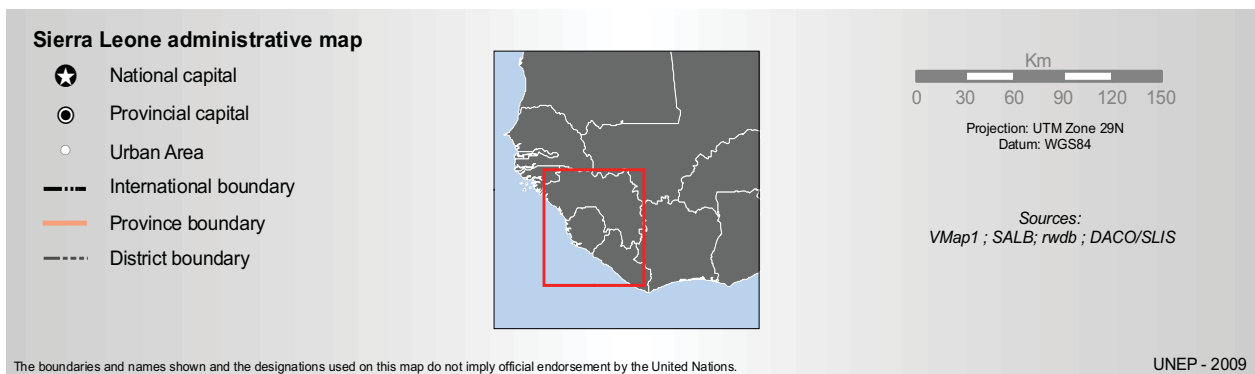 Sierra Leone administrative map
National capital
Provincial capital
Urban Area
International boundary
Province boundary
District boundary
Km
0 30 60 90 120 150
Projection: UTM Zone 29N
Datum: WGS84
Sources:
VMap1 ; SALB; rwdb ; DACO/SLIS
The boundaries and names shown and the designations used on this map do not imply official endorsement by the United Nations.
UNEP - 2009